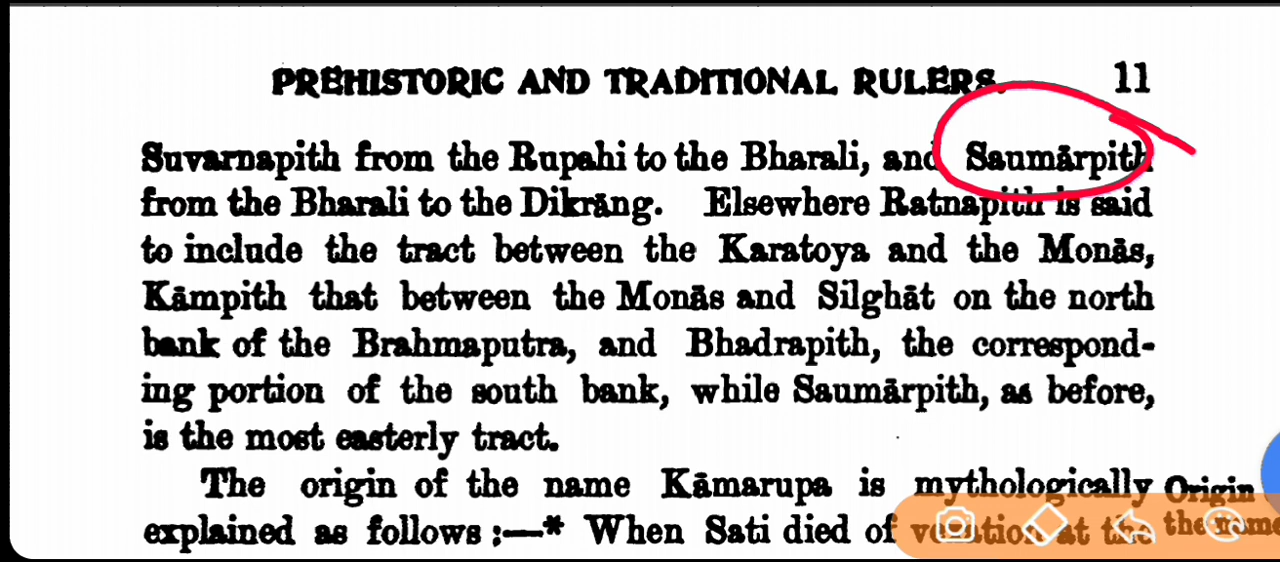 PREHISTORIC AND TRADITIONAL RULERS. 11
Suvarnapith from the Rupahi to the Bharali, and Saumārpith
from the Bharali to the Dikrāng. Elsewhere Ratnapith is said
to include the tract between the Karatoya and the Monās,
Kāmpith that between the Monās and Silghāt on the north
bank of the Brahmaputra, and Bhadrapith, the correspond-
ing portion of the south bank, while Saumārpith, as before,
is the most easterly tract.
The origin of the name Kāmarupa is mythologically Origin
explained as follows :—* When Sati died of at the the name